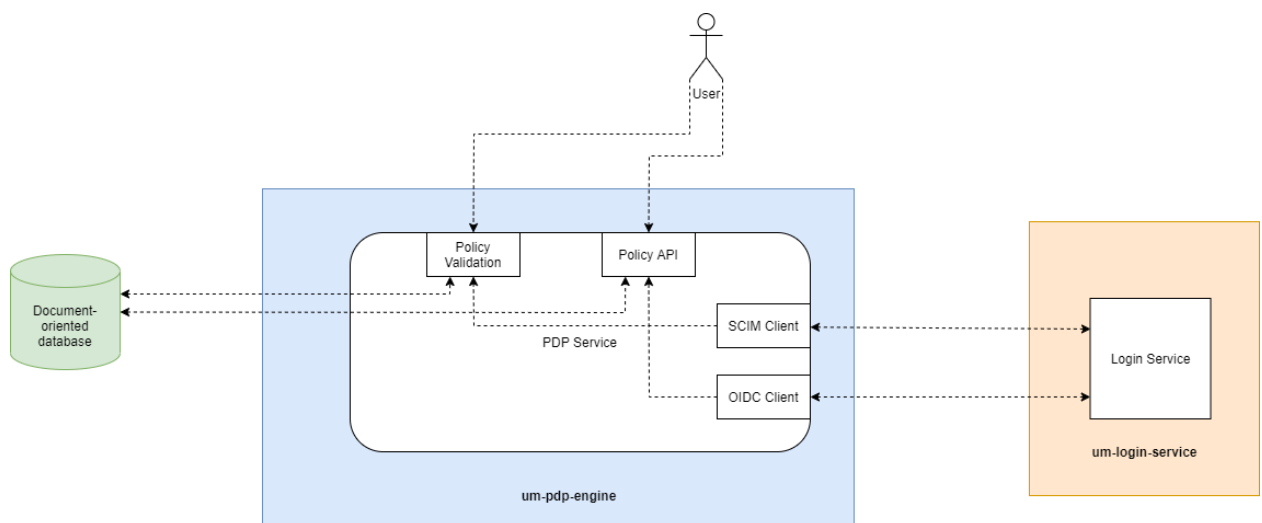 User
Policy
Validation
Policy API
Document-
oriented
database
SCIM Client
PDP Service
Login Service
OIDC Client
um-login-service
um-pdp-engine